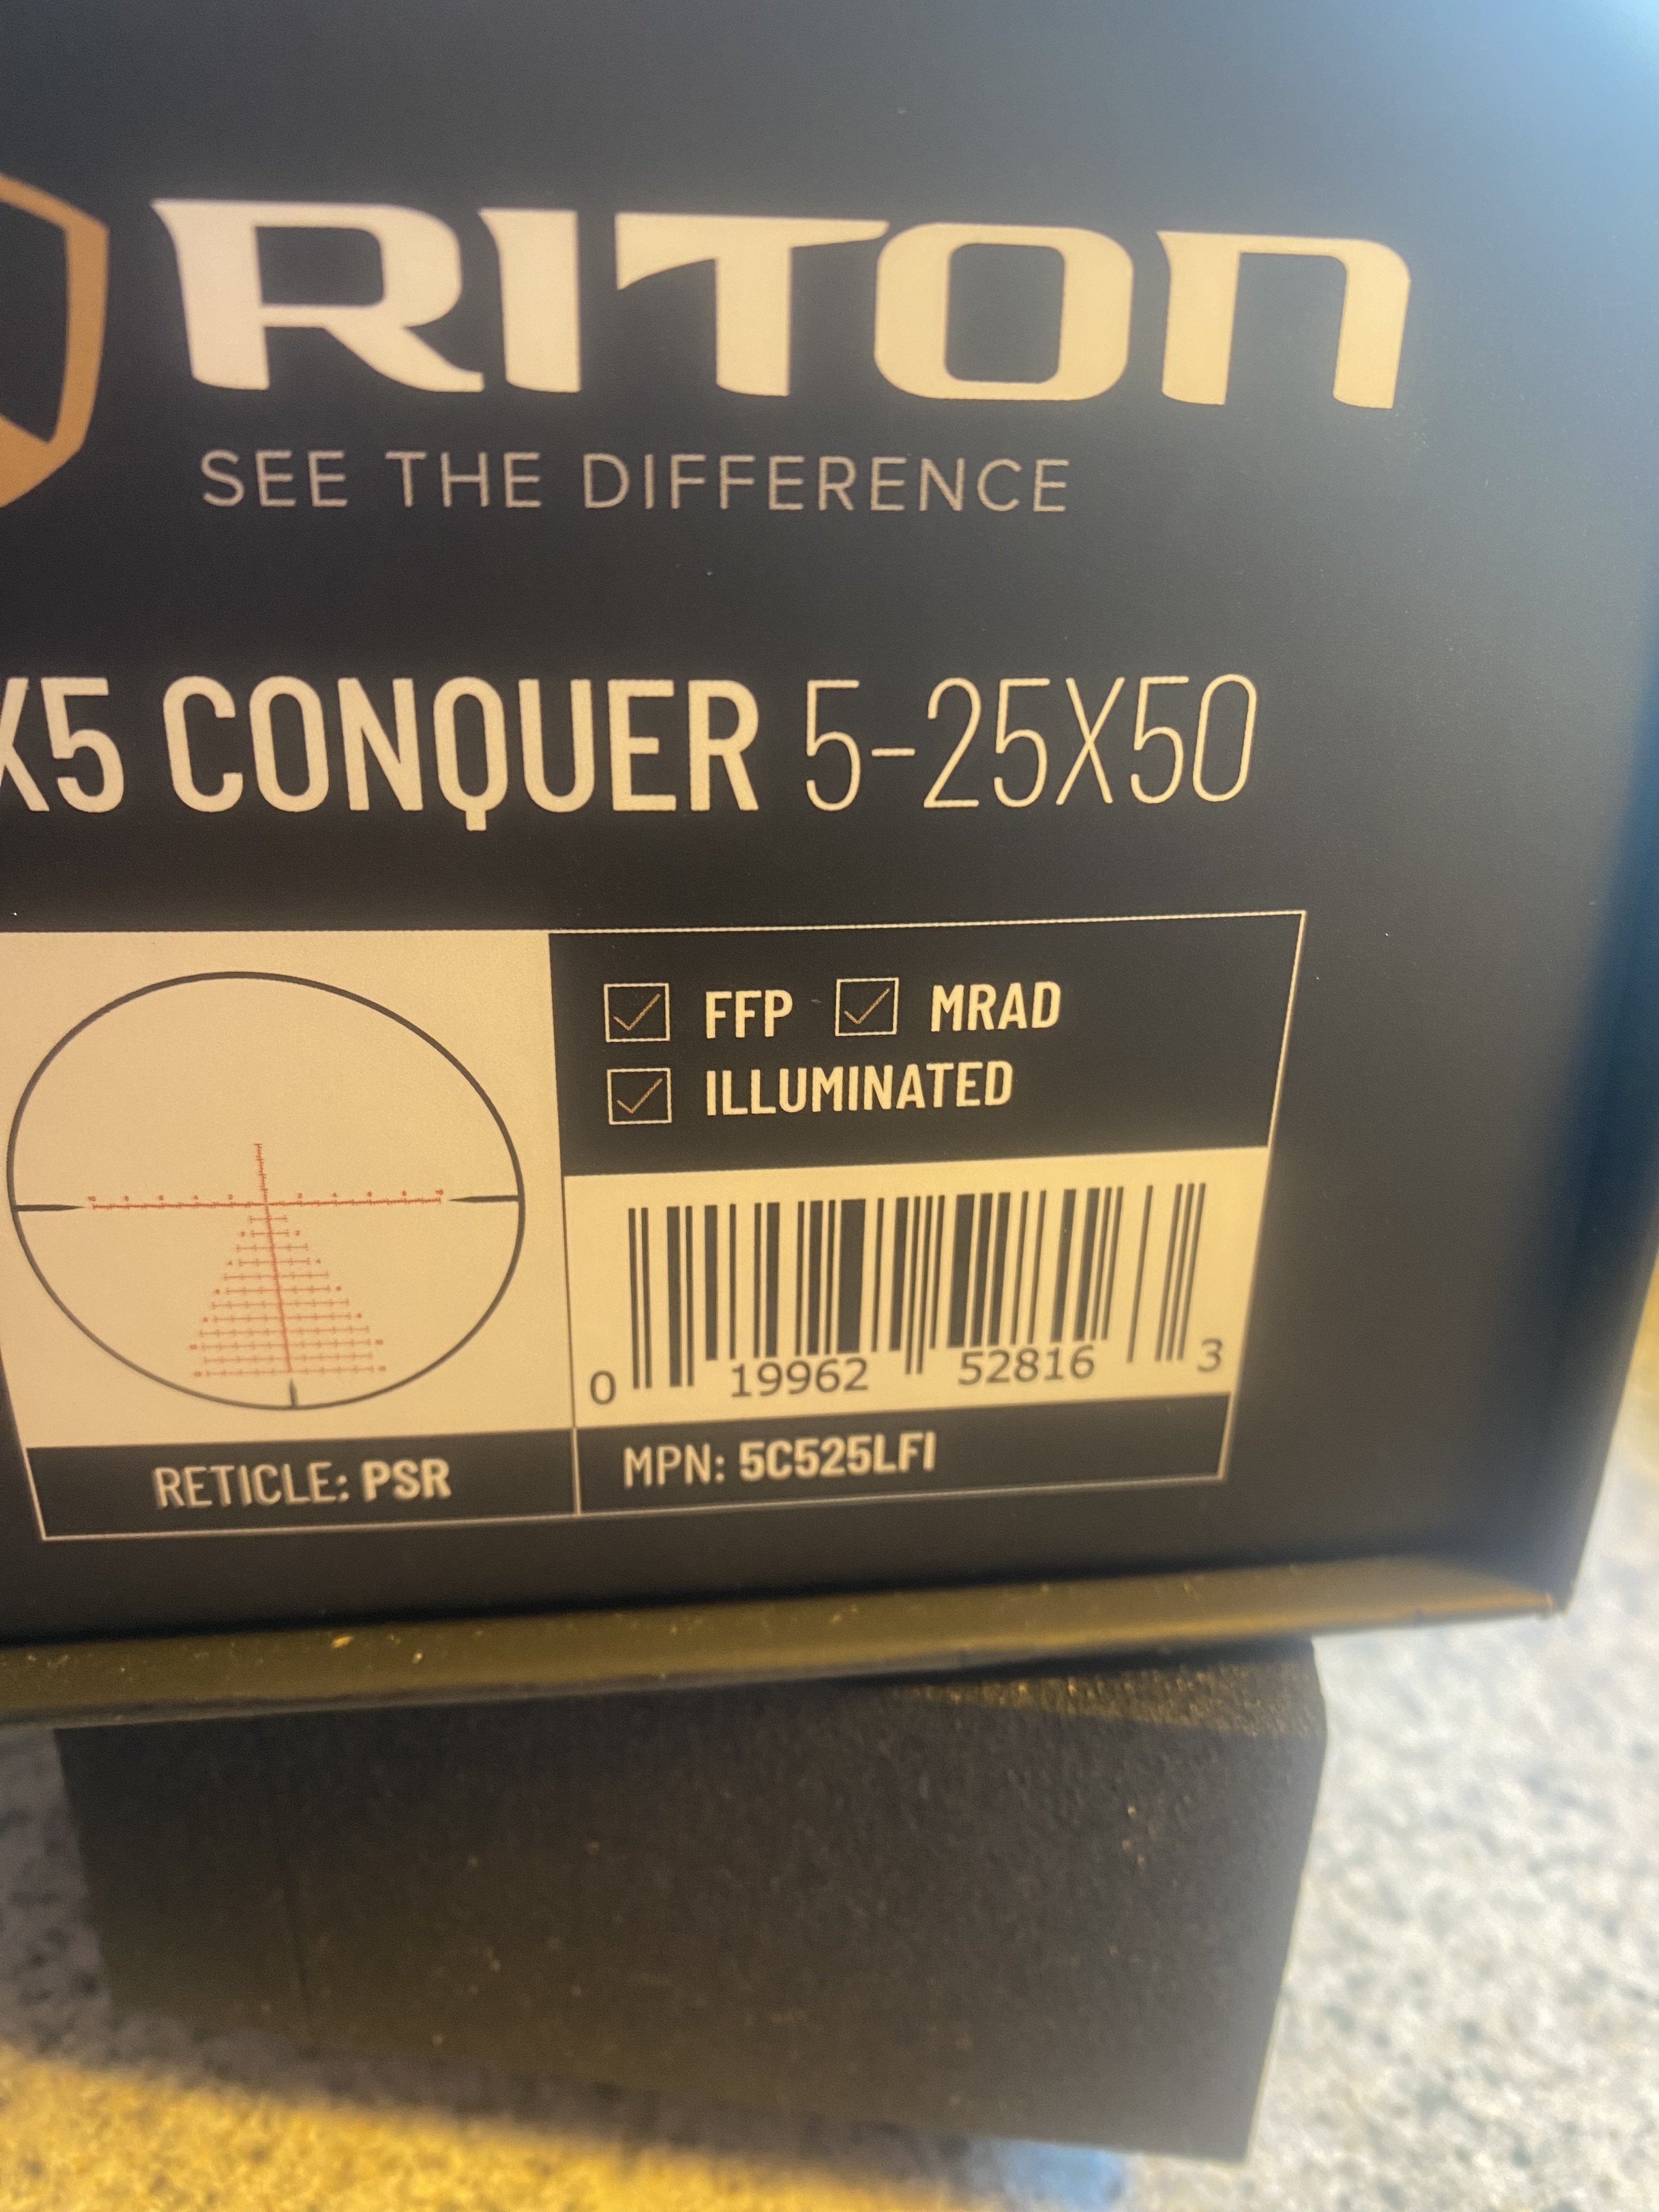 RITON
SEE THE DIFFERENCE
X5 CONQUER 5-25X50
FFP MRAD
ILLUMINATED
0 19962 52816 3
RETICLE: PSR
MPN: 5C525LFI